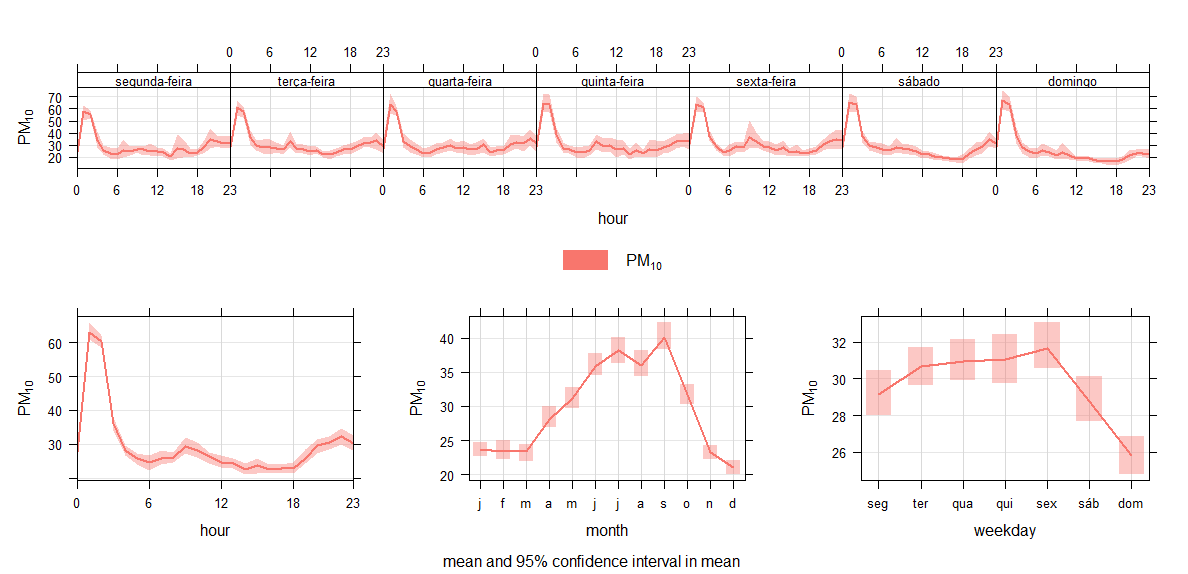 0 6 12 18 23 0 6 12 18 23 0 6 12 18 23
segunda-feira terça-feira quarta-feira quinta-feira sexta-feira sábado domingo
PM10
70
60
50
40
30
20
0 6 12 18 23 0 6 12 18 23 0 6 12 18 23 0 6 12 18 23
hour
PM10
PM10
60
50
40
30
0 6 12 18 23
hour
PM10
40
35
30
25
20
j f m a m j j a s o n d
month
PM10
32
30
28
26
seg ter qua qui sex sáb dom
weekday
mean and 95% confidence interval in mean